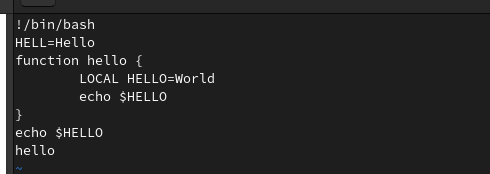 !/bin/bash
HELL=Hello
function hello {
        LOCAL HELLO=World
        echo $HELLO
}
echo $HELLO
hello
~